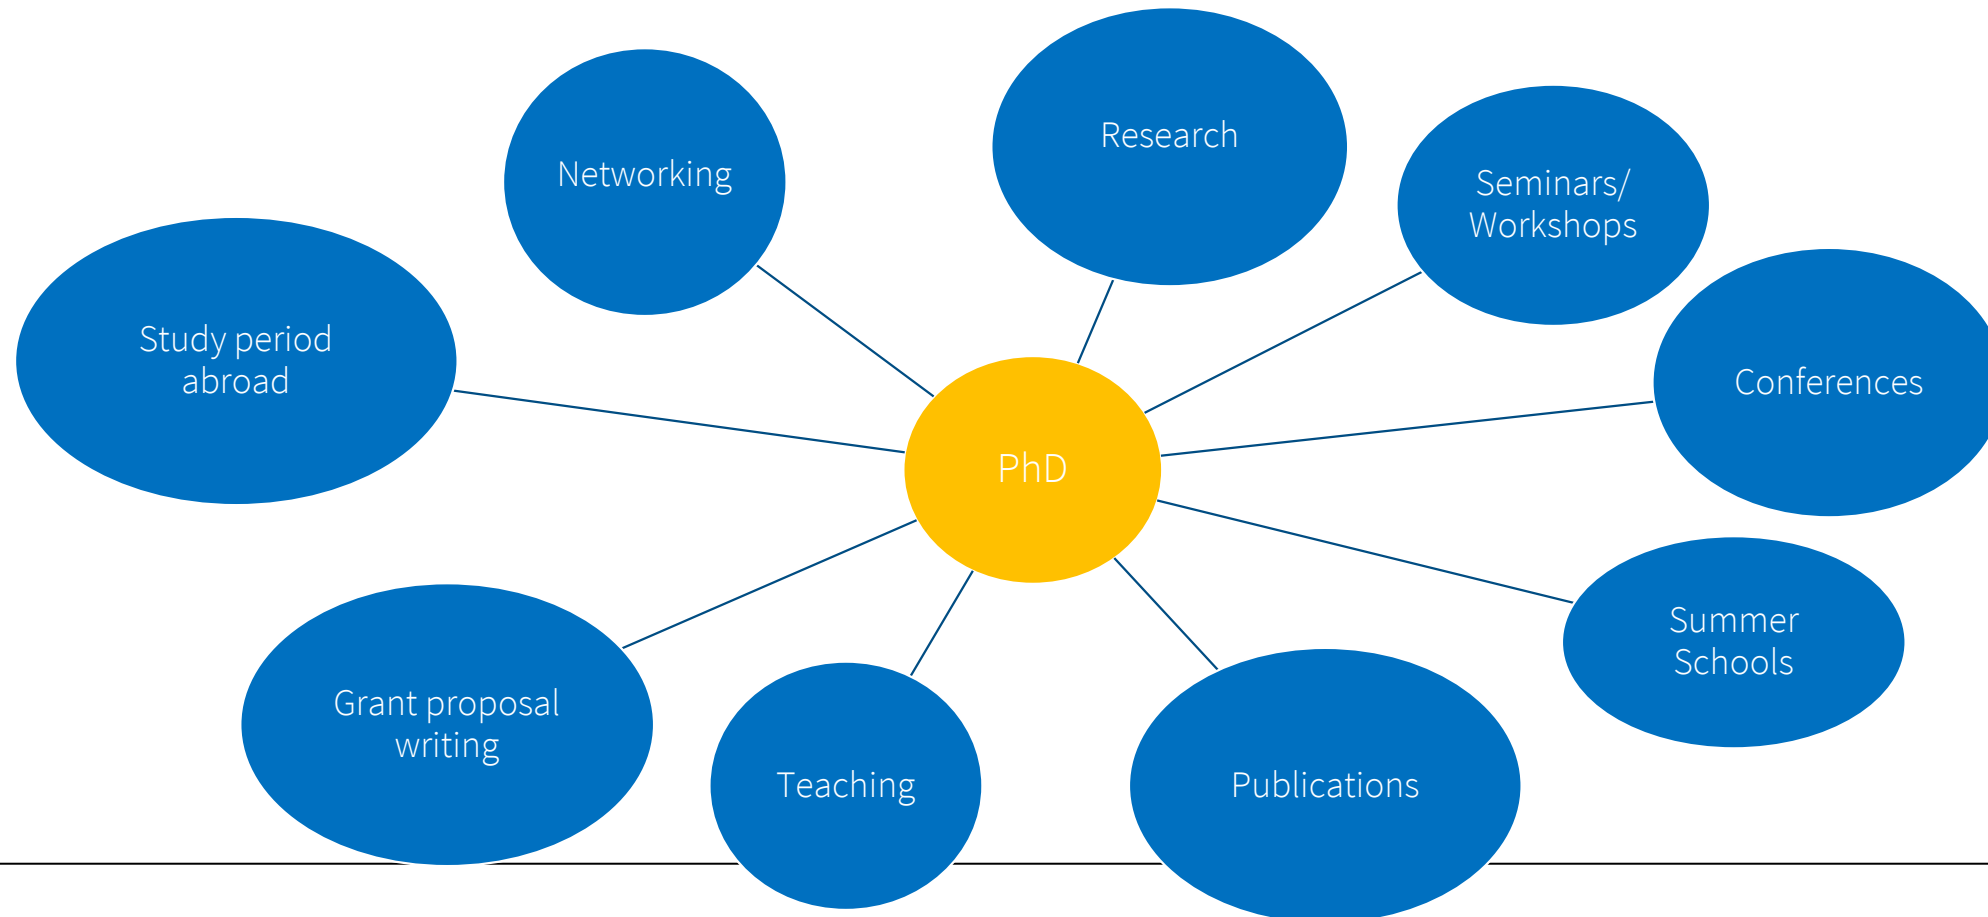 Research
Networking
Seminars/
Workshops
Study period
abroad
Conferences
PhD
Summer
Schools
Grant proposal
writing
Teaching
Publications